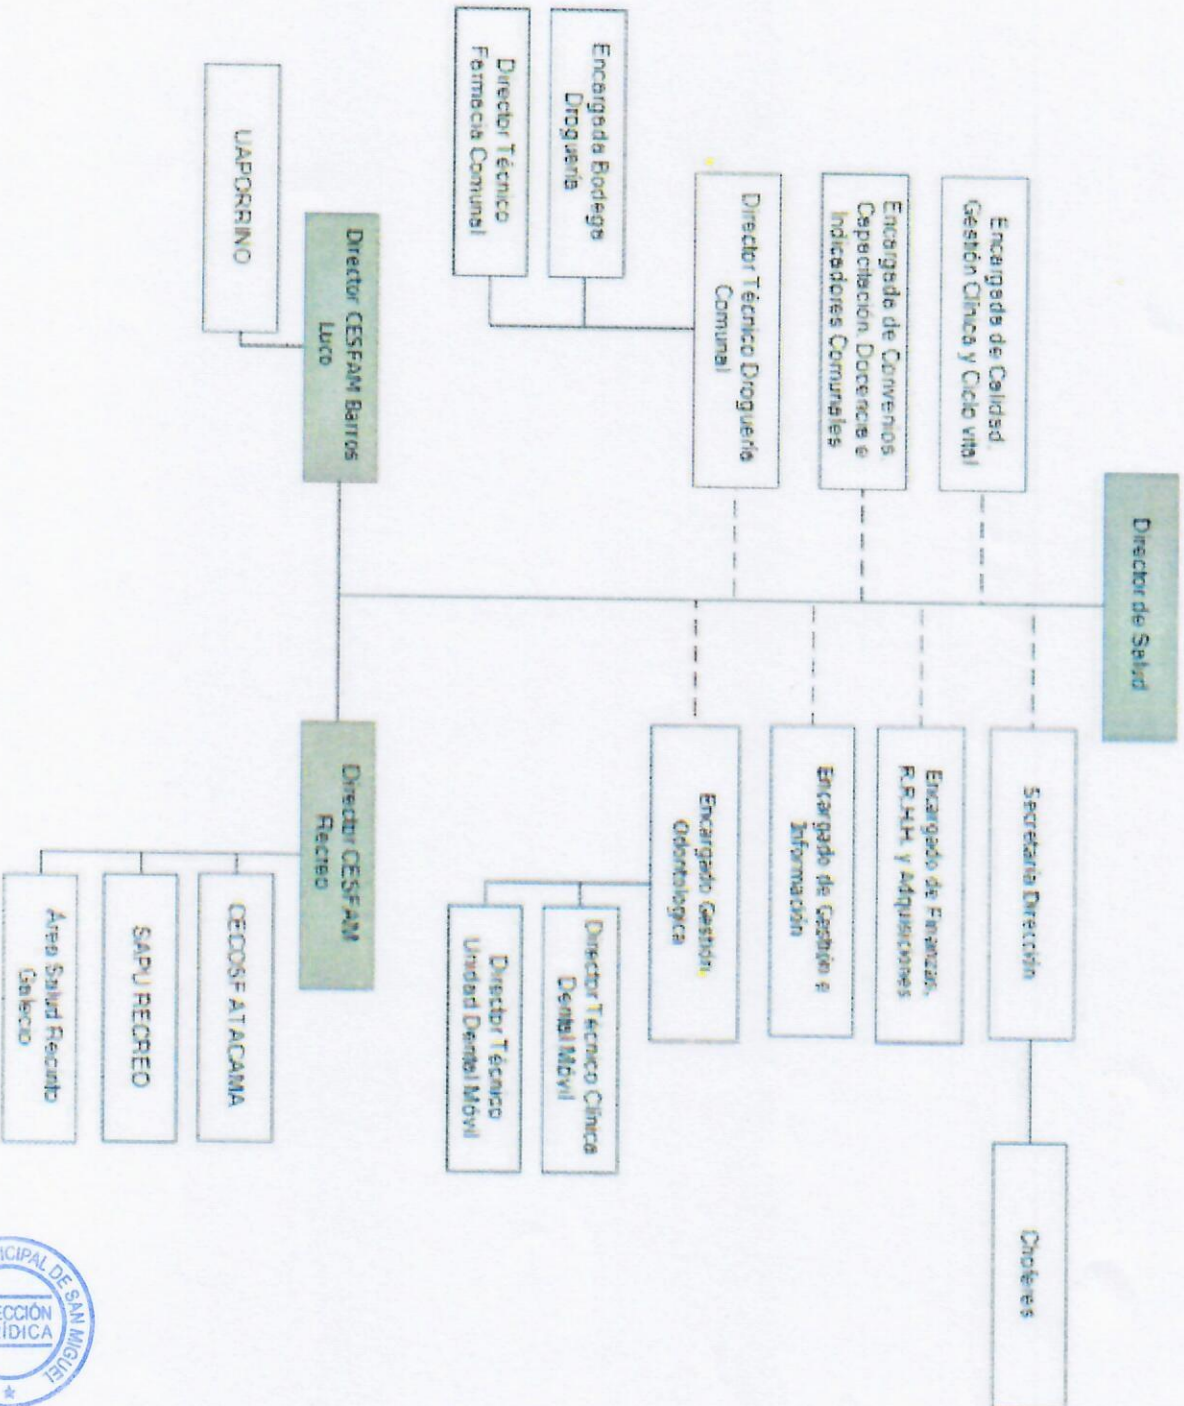 Director de Salud
Secretaria Dirección
Choferes
Encargada de Calidad,
Gestión Clínica y Ciclo vital
Encargado de Finanzas,
R.R.H.H. y Adquisiciones
Encargada de Convenios,
Capacitación, Docencia e
Indicadores Comunales
Encargado de Gestión e
Información
Director Técnico Droguería
Comunal
Encargado Gestión
Odontologica
Encargada Bodega
Droguería
Director Técnico
Farmacia Comunal
Director Técnico Clínica
Dental Móvil
Director Técnico
Unidad Dental Móvil
Director CESFAM Barros
Luco
Director CESFAM
Recreo
UAPORRINO
CECOSF ATACAMA
SAPU RECREO
Area Salud Recinto
Galecio
DE SAN MIGUEL